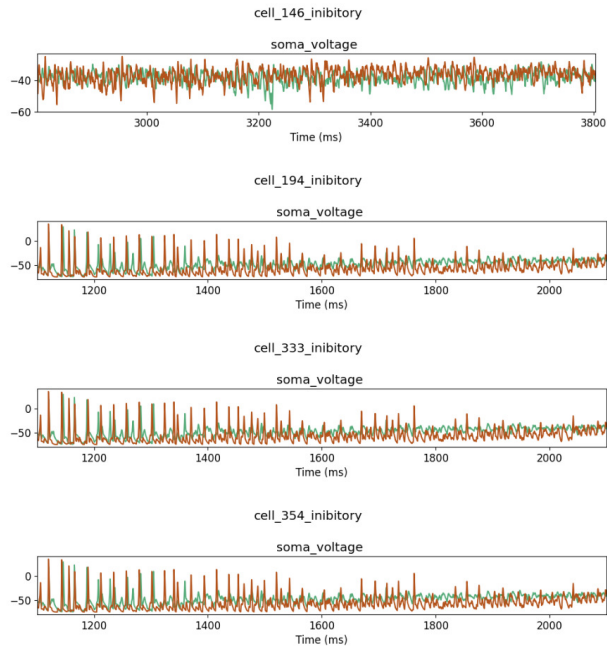 cell_146_inibitory
soma_voltage
−40
−60
3000 3200 3400 3600 3800
Time (ms)
cell_194_inibitory
soma_voltage
0
−50
1200 1400 1600 1800 2000
Time (ms)
cell_333_inibitory
soma_voltage
0
−50
1200 1400 1600 1800 2000
Time (ms)
cell_354_inibitory
soma_voltage
0
−50
1200 1400 1600 1800 2000
Time (ms)